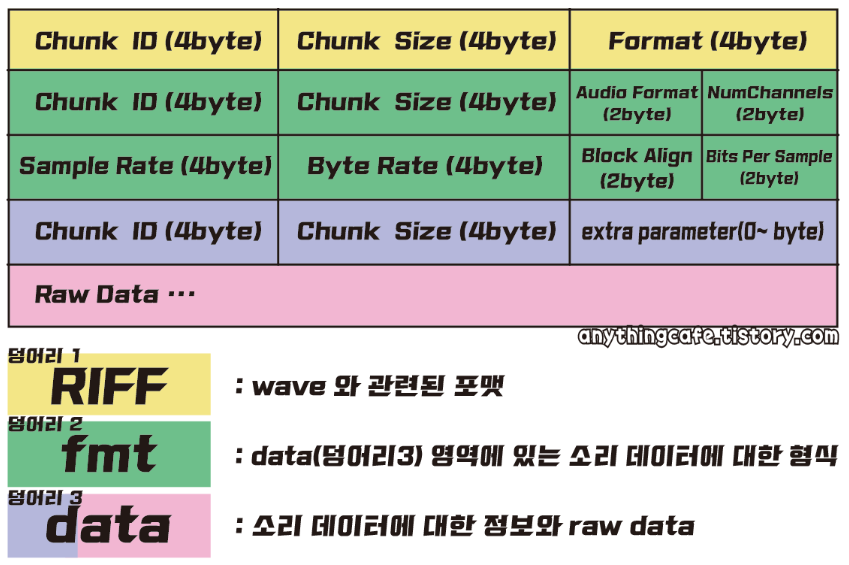 Chunk ID (4byte) Chunk Size (4byte) Format (4byte)
Chunk ID (4byte) Chunk Size (4byte) Audio Format (2byte) NumChannels (2byte)
Sample Rate (4byte) Byte Rate (4byte) Block Align (2byte) Bits Per Sample (2byte)
Chunk ID (4byte) Chunk Size (4byte) extra parameter(0~ byte)
Raw Data ···
anythingcafe.tistory.com
덩어리 1
RIFF : wave 와 관련된 포맷
덩어리 2
fmt : data(덩어리3) 영역에 있는 소리 데이터에 대한 형식
덩어리 3
data : 소리 데이터에 대한 정보와 raw data